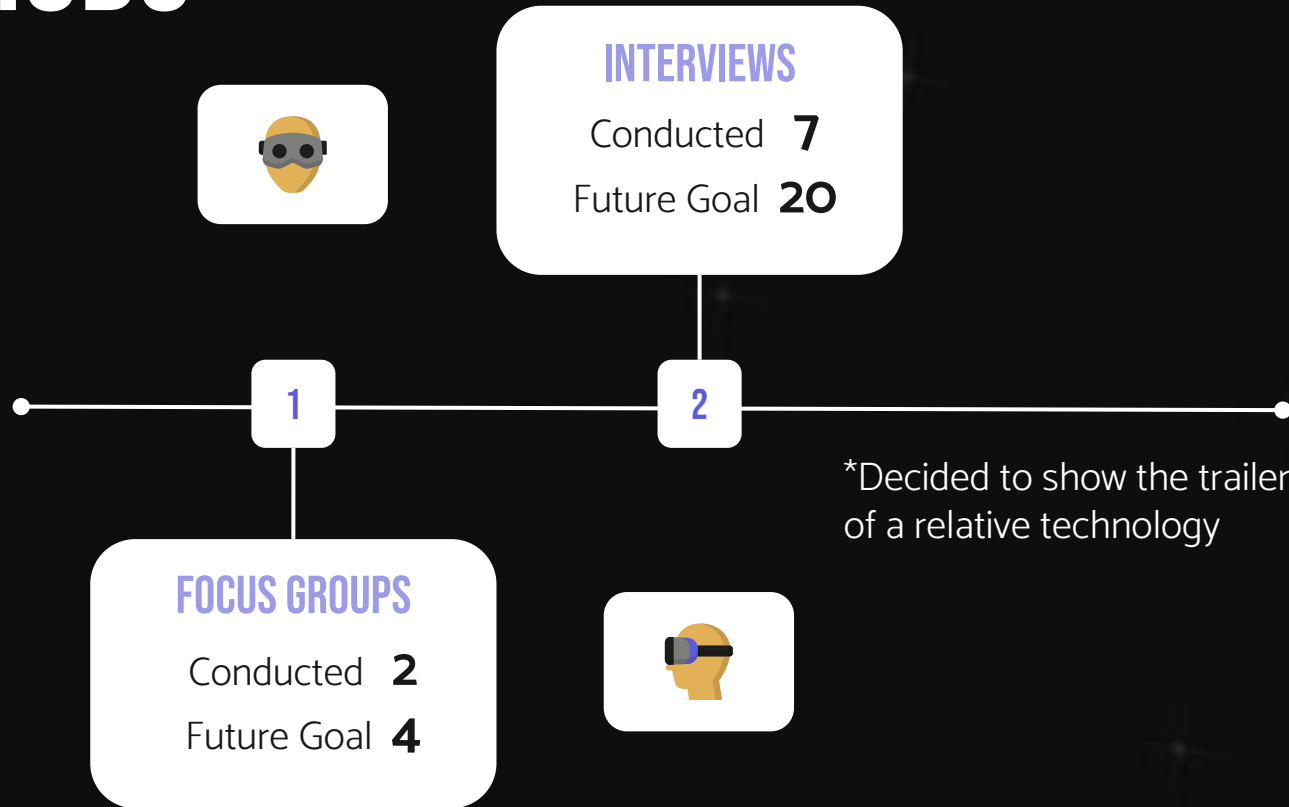 INTERVIEWS
Conducted 7
Future Goal 20
1
2
*Decided to show the trailer
of a relative technology
FOCUS GROUPS
Conducted 2
Future Goal 4